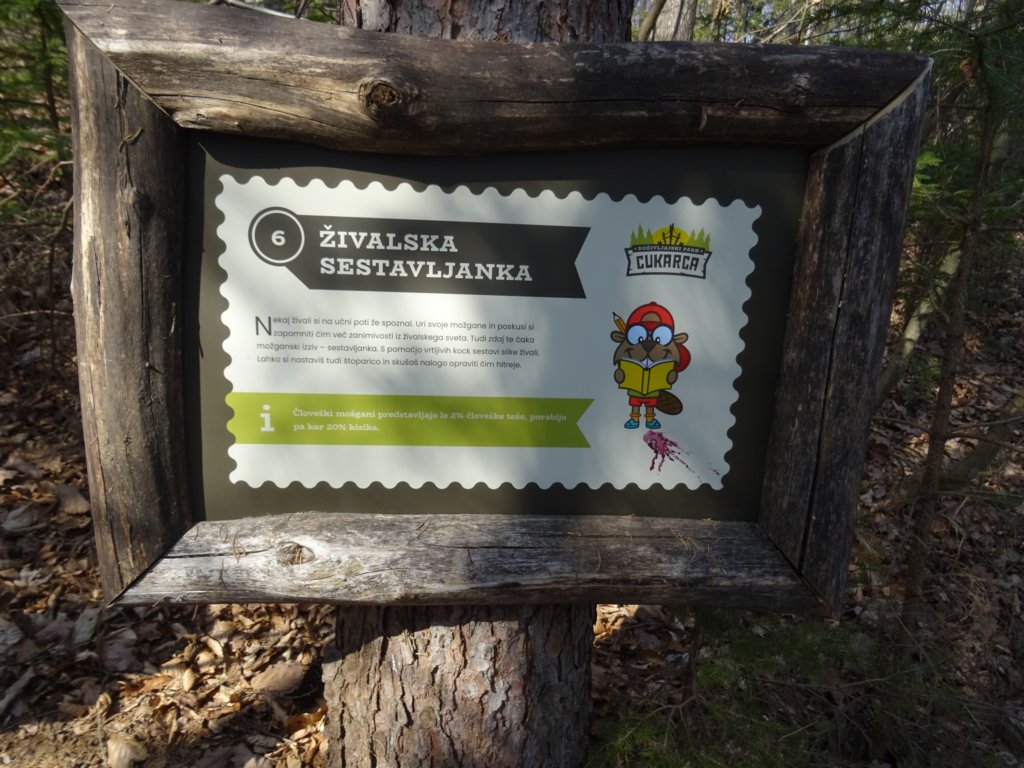 6
ŽIVALSKA
SESTAVLJANKA
DOŽIVLJAJSKI PARK
CUKARCA
Nekaj živali si na učni poti že spoznal. Uri svoje možgane in poskusi si
zapomniti čim več zanimivosti iz živalskega sveta. Tudi zdaj te čaka
možganski izziv – sestavljanka. S pomočjo vrtljivih kock sestavi slike živali.
Lahko si nastaviš tudi štoparico in skušaš nalogo opraviti čim hitreje.
i
Človeški možgani predstavljajo le 2% človeške teže, porabijo
pa kar 20% kisika.